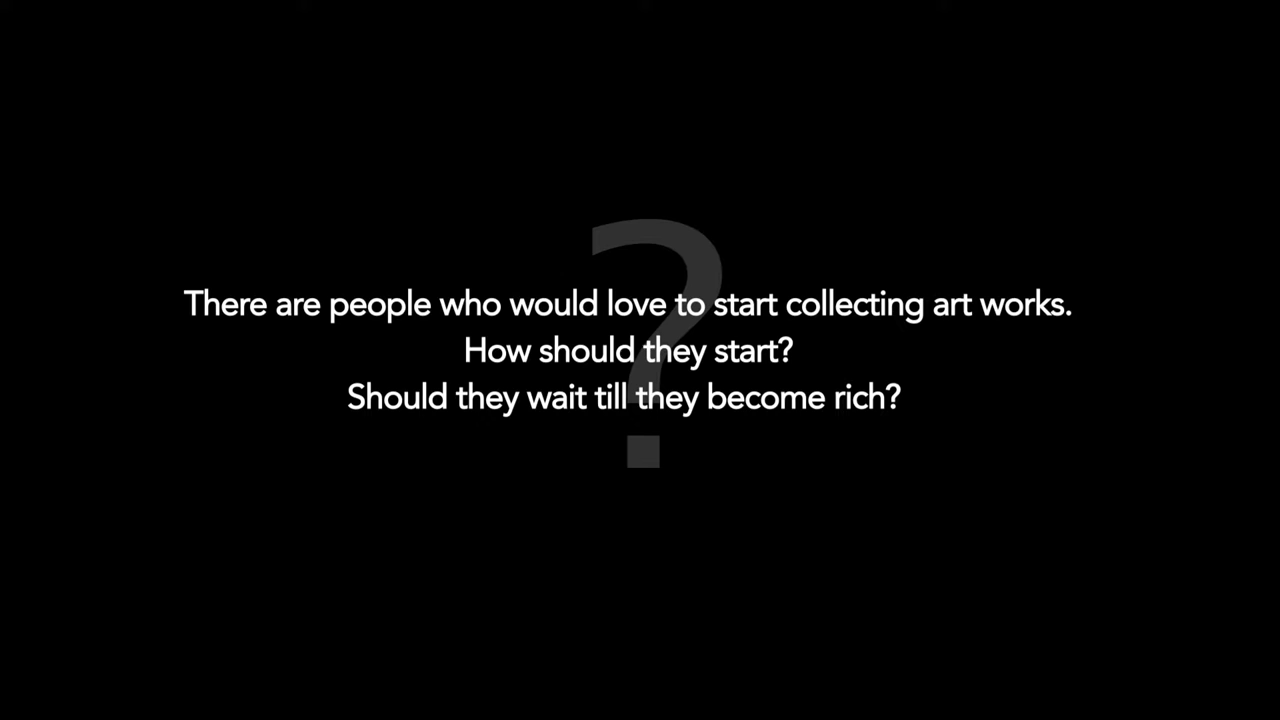 There are people who would love to start collecting art works.
How should they start?
Should they wait till they become rich?
?